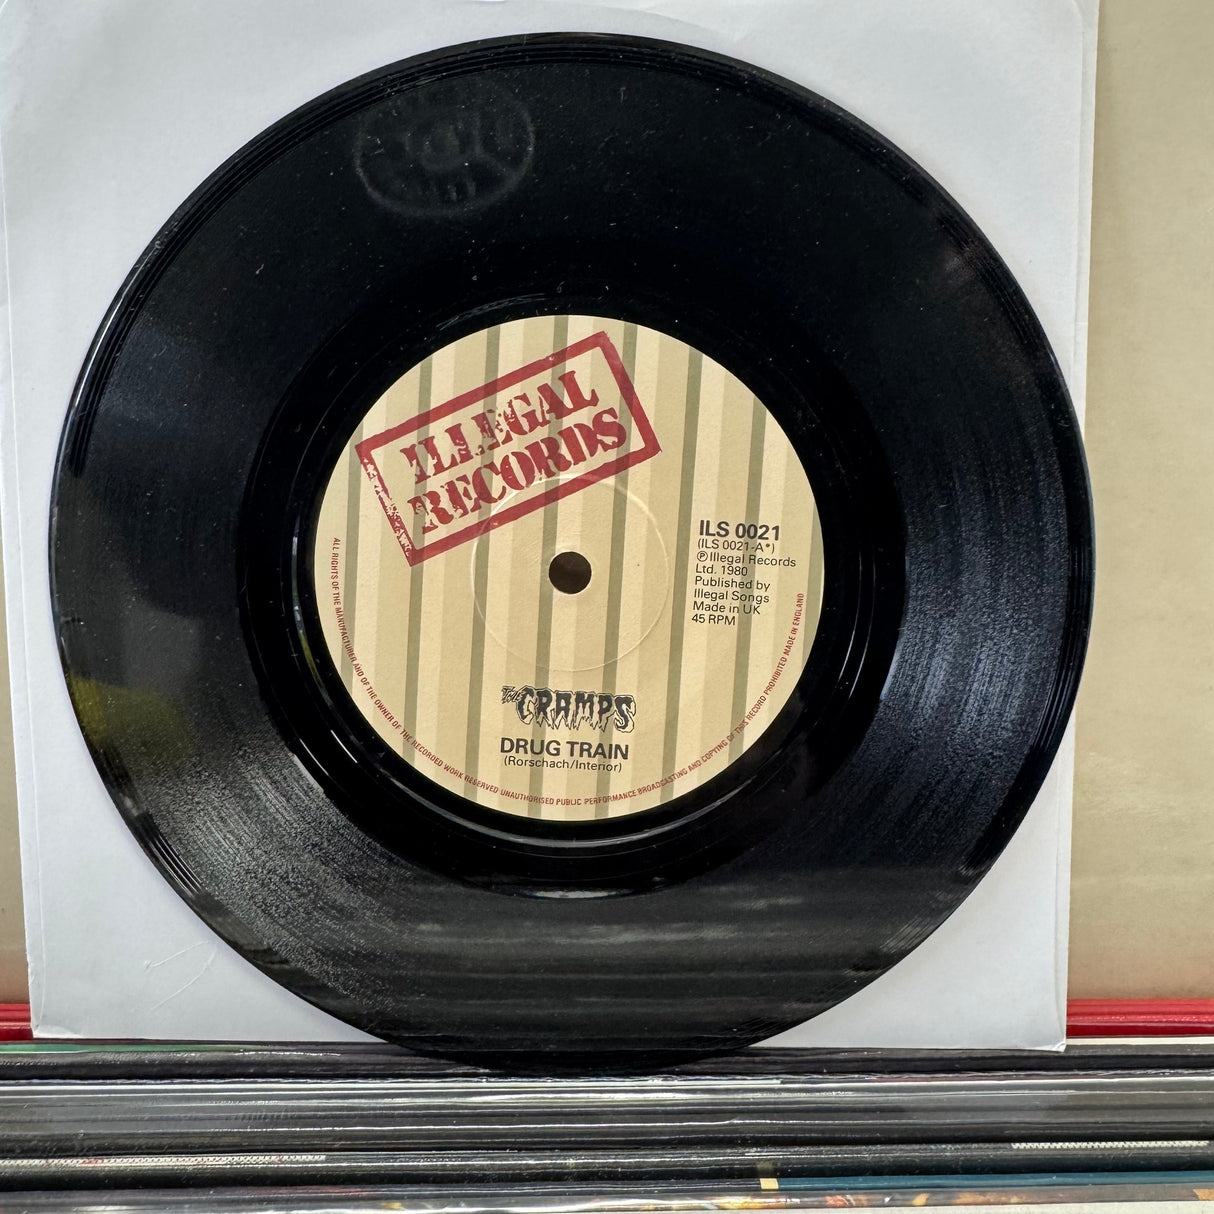 ILLEGAL
RECORDS
ILS 0021
(ILS 0021-A*)
Ⓟ Illegal Records
Ltd. 1980
Published by
Illegal Songs
Made in UK
45 RPM
The CRAMPS
DRUG TRAIN
(Rorschach/Interior)
ALL RIGHTS OF THE MANUFACTURER AND OF THE OWNER OF THE RECORDED WORK RESERVED·UNAUTHORISED PUBLIC PERFORMANCE BROADCASTING AND COPYING OF THIS RECORD PROHIBITED MADE IN ENGLAND